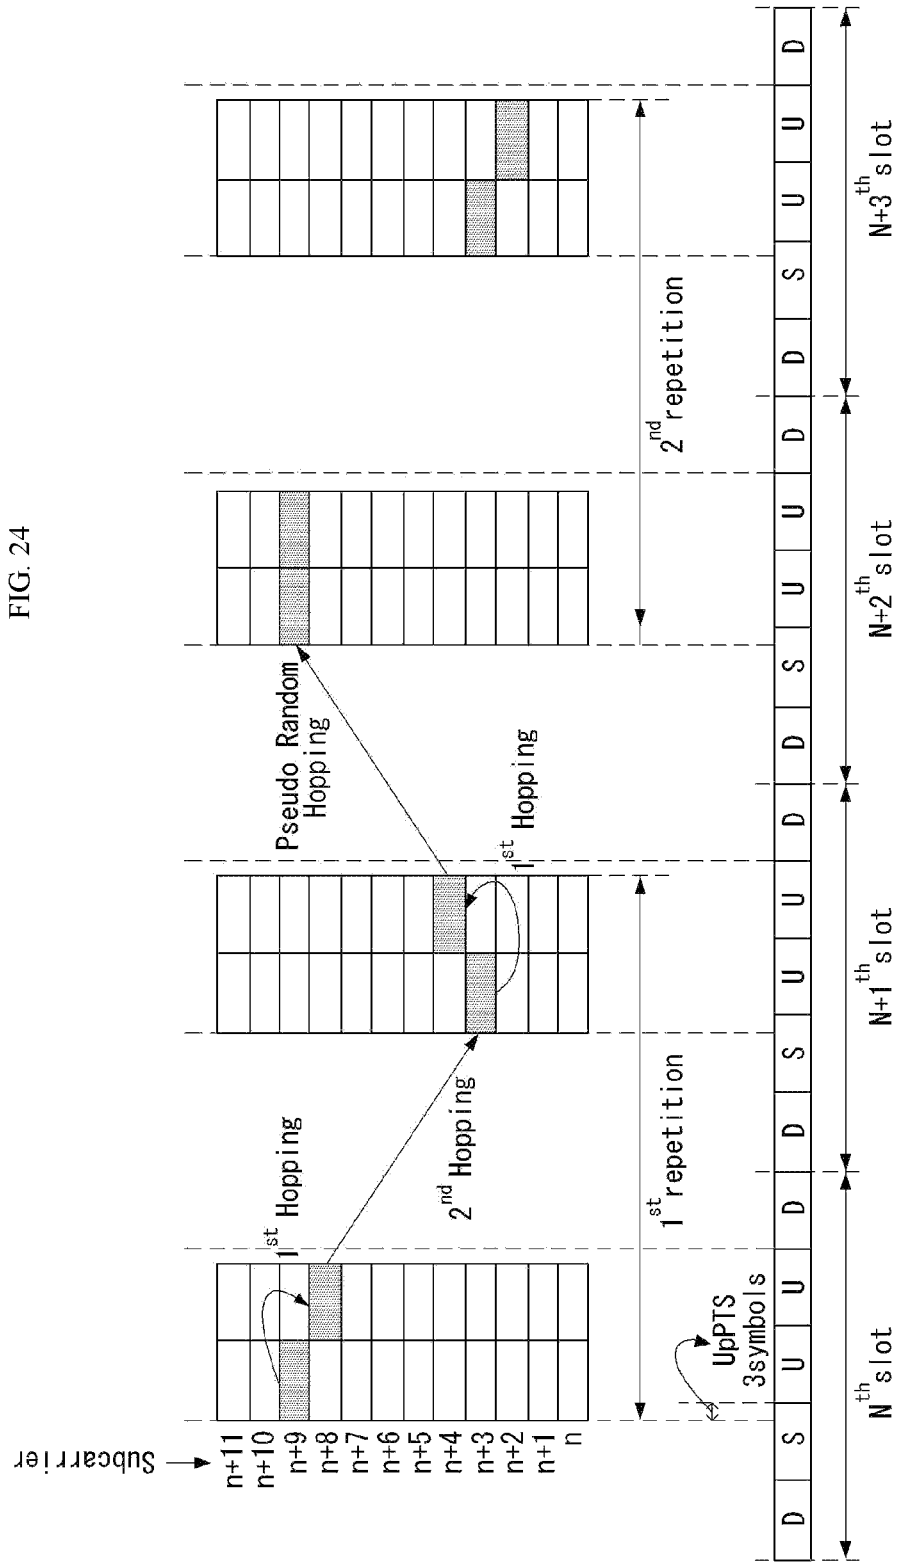 FIG. 24
Subcarrier
n+11
n+10
n+9
n+8
n+7
n+6
n+5
n+4
n+3
n+2
n+1
n
1st Hopping
2nd Hopping
1st Hopping
Pseudo Random
Hopping
1st repetition
2nd repetition
UpPTS
3symbols
D S U U D D S U U D D S U U D D S U U D
Nth slot
N+1th slot
N+2th slot
N+3th slot